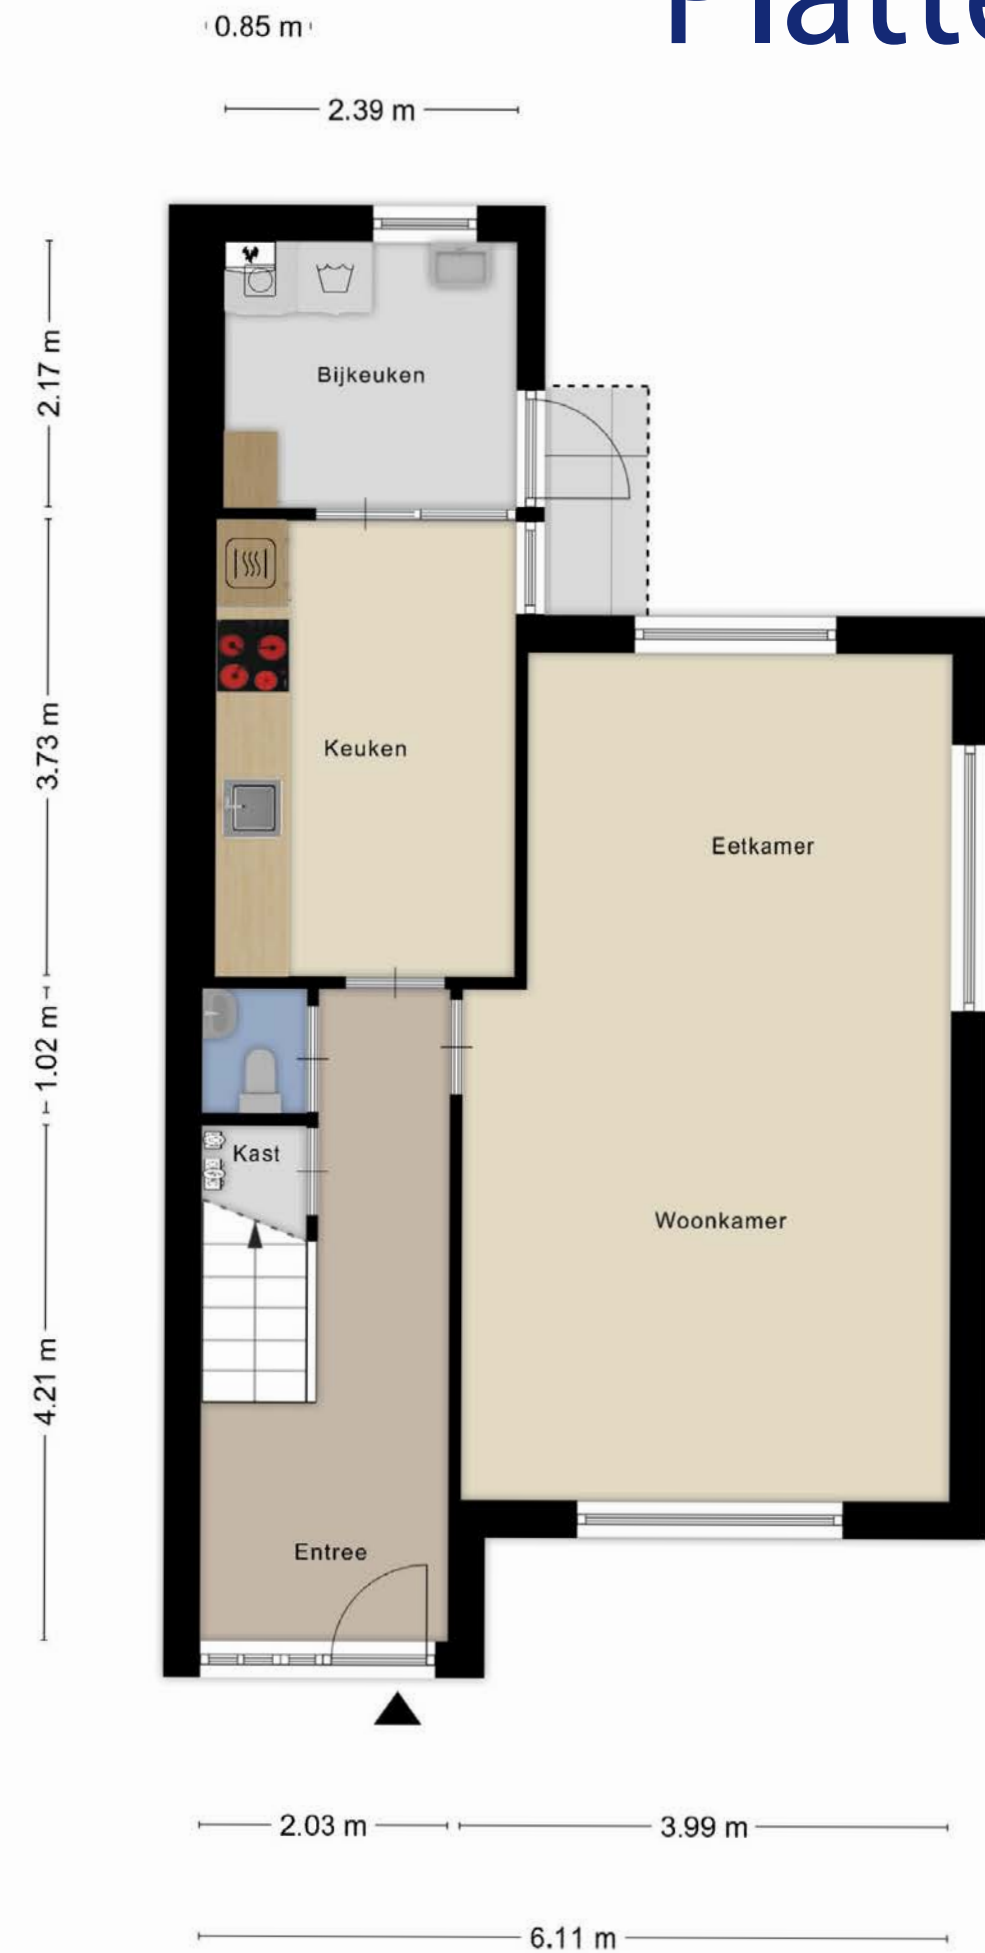 0.85 m
2.39 m
2.17 m
Bijkeuken
3.73 m
Keuken
Eetkamer
1.02 m
Kast
Woonkamer
4.21 m
Entree
2.03 m
3.99 m
6.11 m